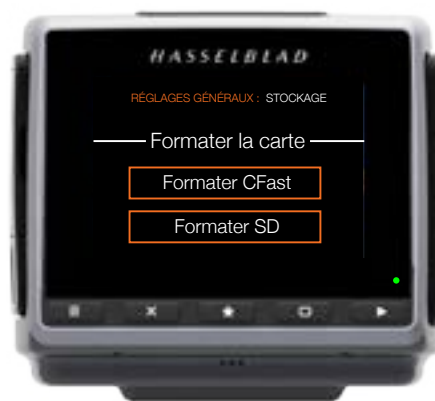 HASSELBLAD
RÉGLAGES GÉNÉRAUX : STOCKAGE
Formater la carte
Formater CFast
Formater SD